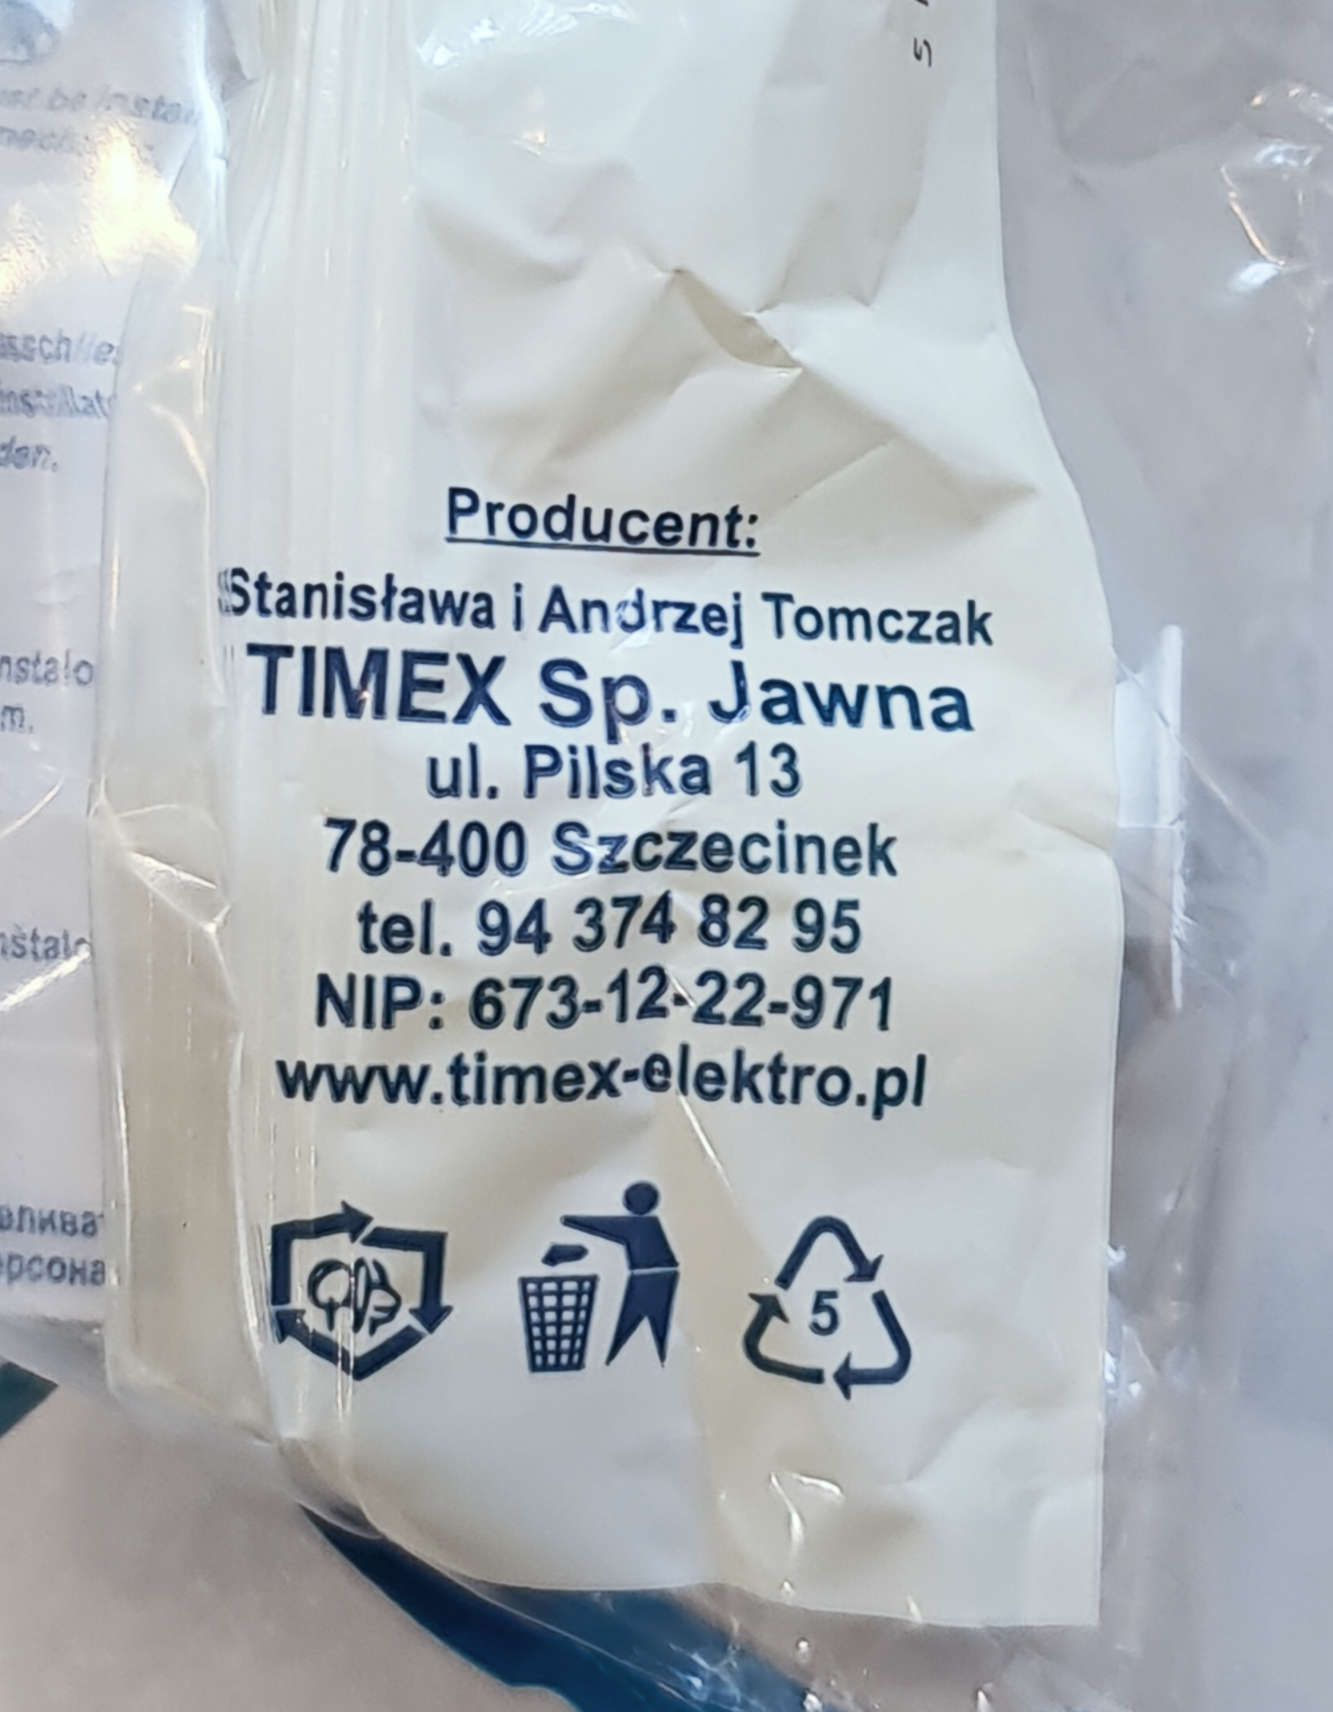 Producent:
Stanisława i Andrzej Tomczak
TIMEX Sp. Jawna
ul. Pilska 13
78-400 Szczecinek
tel. 94 374 82 95
NIP: 673-12-22-971
www.timex-elektro.pl
5